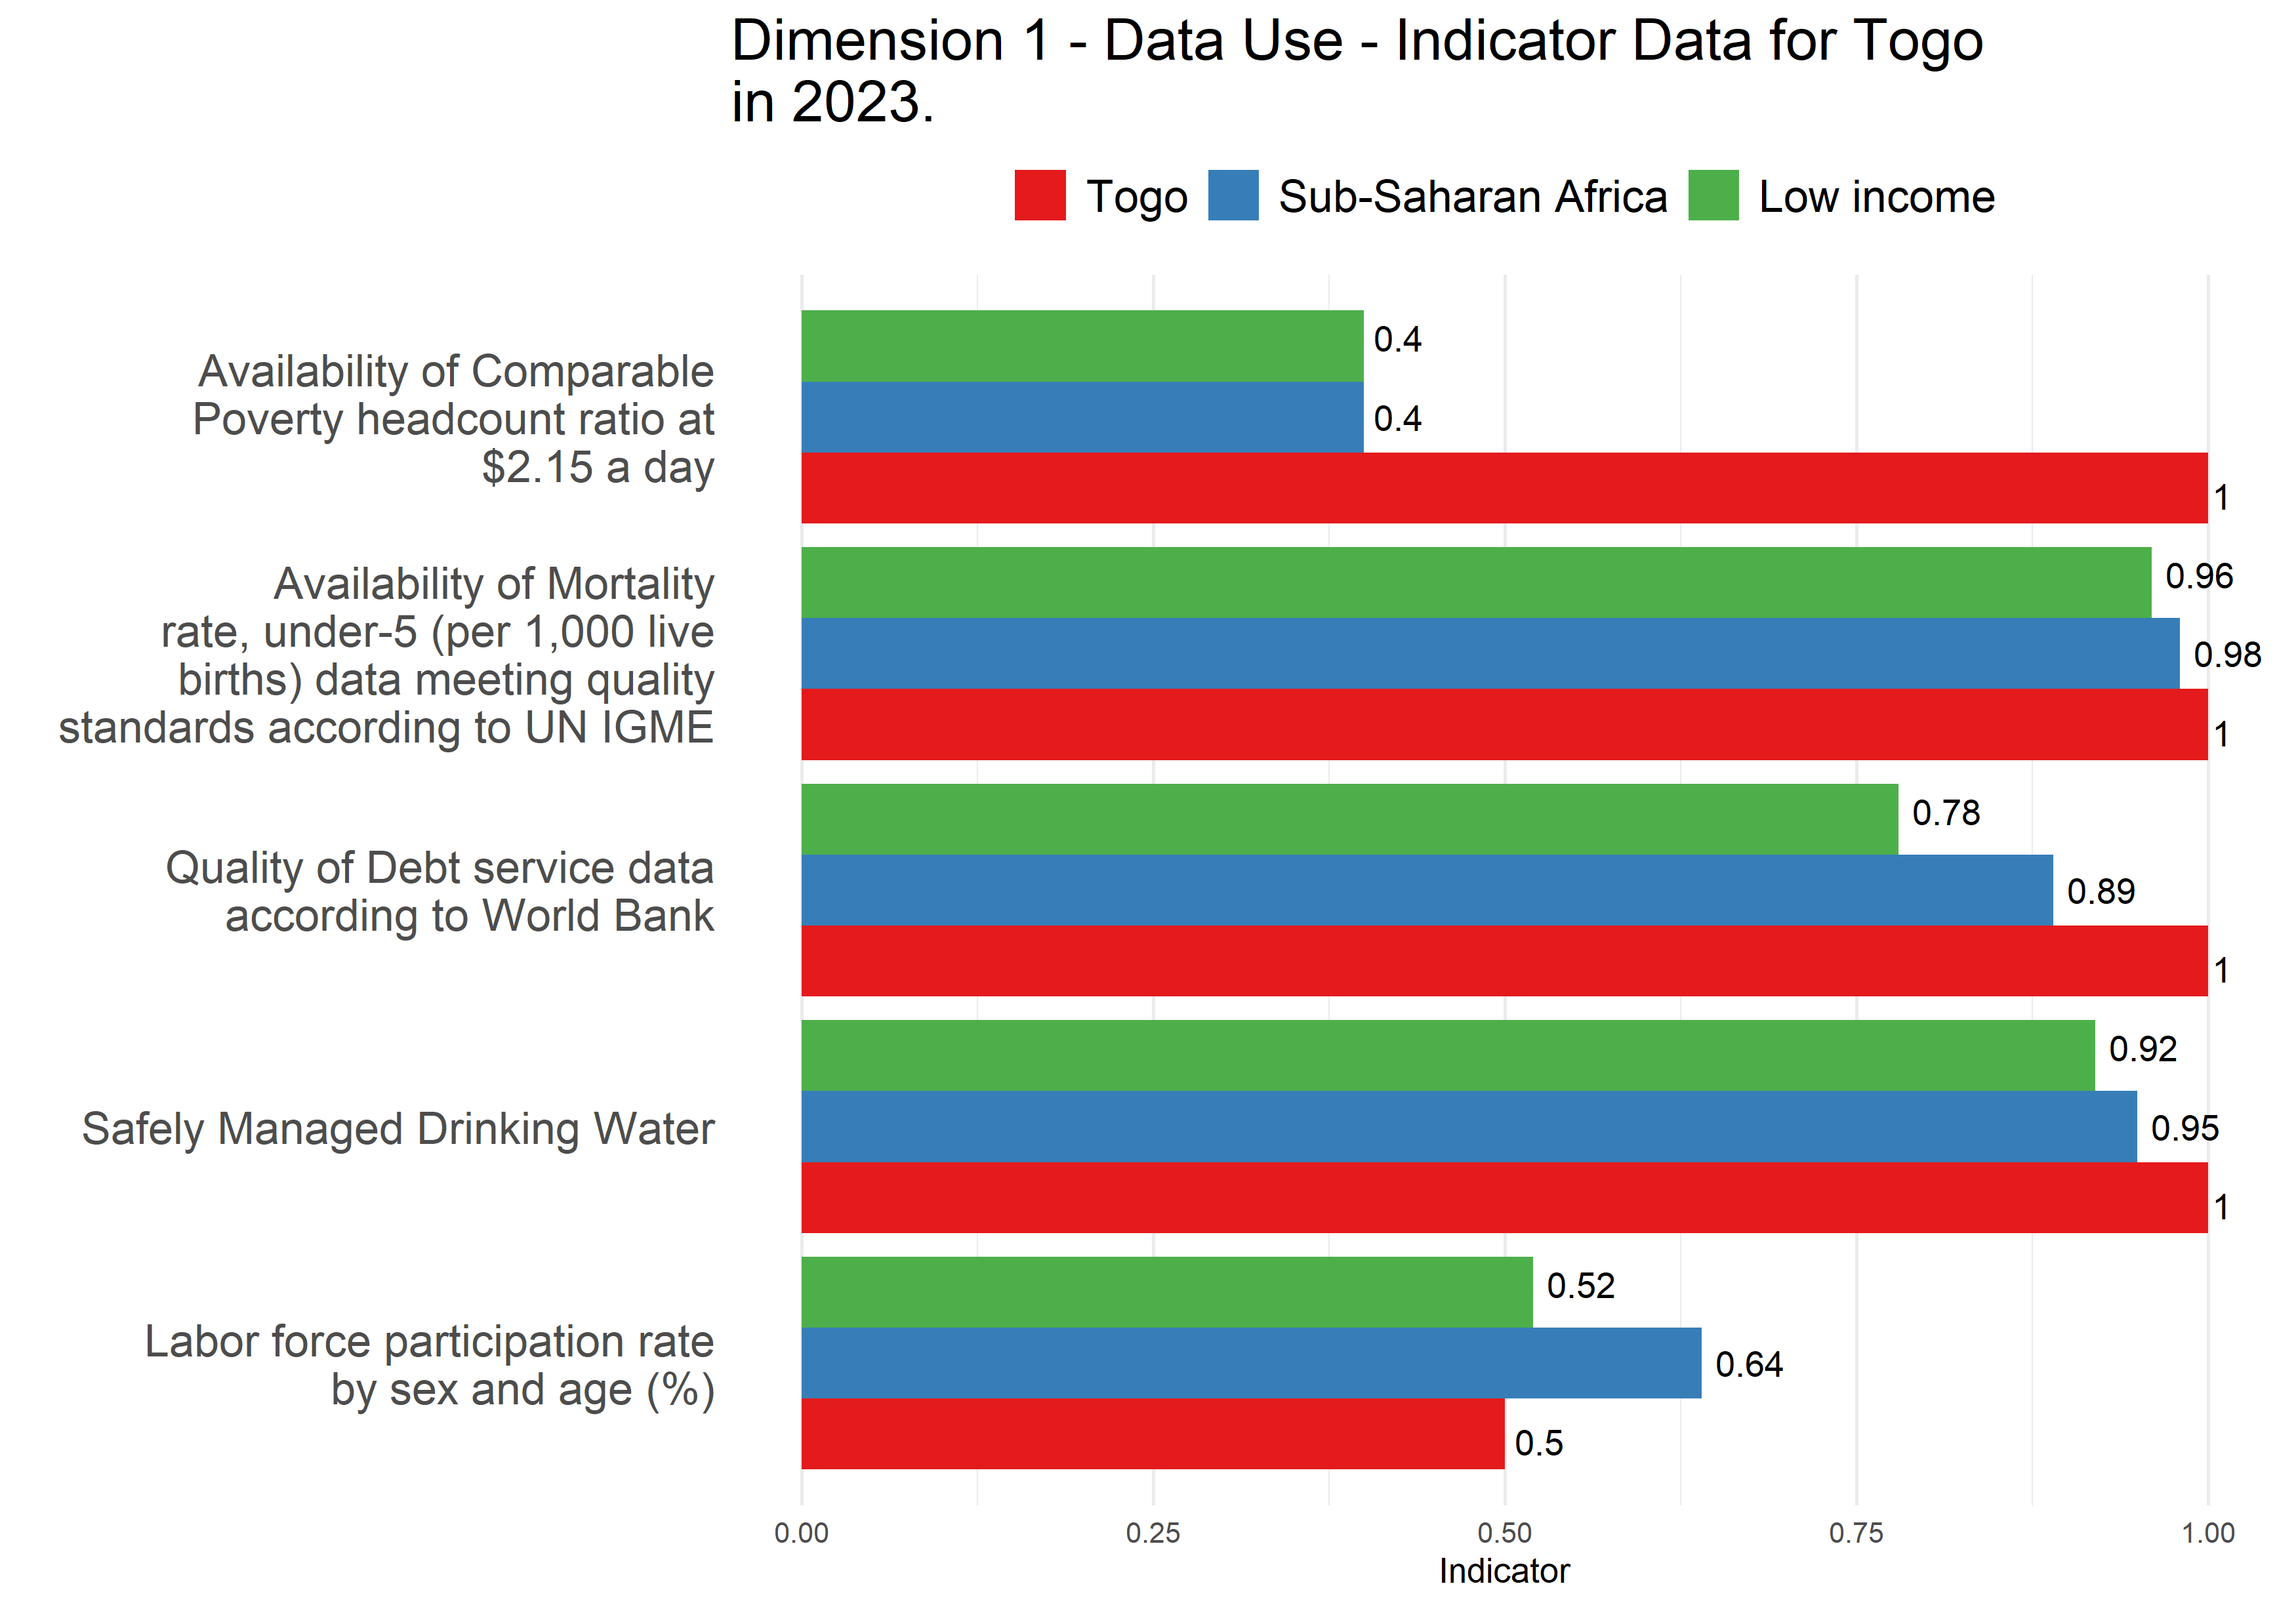 Dimension 1 - Data Use - Indicator Data for Togo
in 2023.
Togo Sub-Saharan Africa Low income
Availability of Comparable
Poverty headcount ratio at
$2.15 a day
0.4
0.4
1
Availability of Mortality
rate, under-5 (per 1,000 live
births) data meeting quality
standards according to UN IGME
0.96
0.98
1
Quality of Debt service data
according to World Bank
0.78
0.89
1
Safely Managed Drinking Water
0.92
0.95
1
Labor force participation rate
by sex and age (%)
0.52
0.64
0.5
0.00 0.25 0.50 0.75 1.00
Indicator